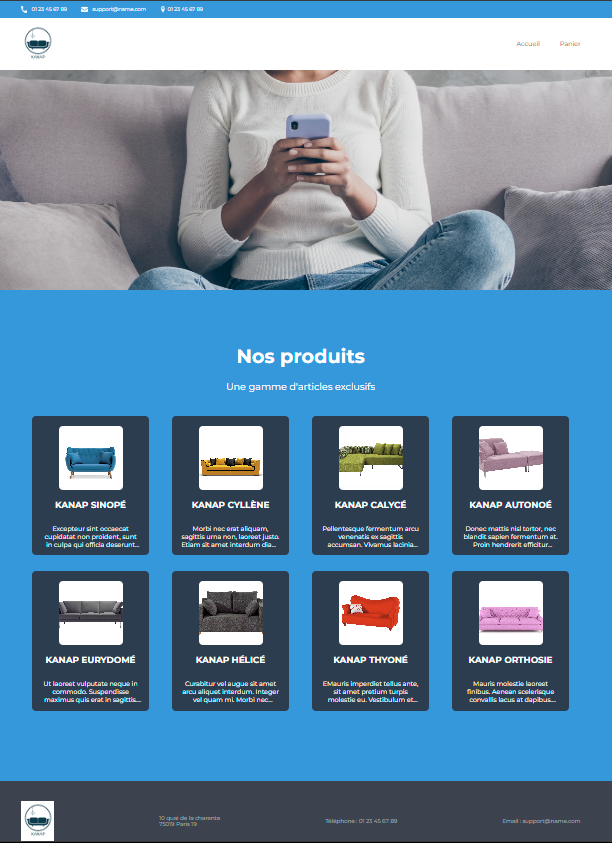 01 23 45 67 89 support@name.com 01 23 45 67 89
KANAP
Accueil Panier
Nos produits
Une gamme d'articles exclusifs
KANAP SINOPÉ
Excepteur sint occaecat
cupidatat non proident, sunt
in culpa qui officia deserunt...
KANAP CYLLÈNE
Morbi nec erat aliquam,
sagittis urna non, laoreet justo.
Etiam sit amet interdum dia...
KANAP CALYCÉ
Pellentesque fermentum arcu
venenatis ex sagittis
accumsan. Vivamus lacinia...
KANAP AUTONOÉ
Donec mattis nisl tortor, nec
blandit sapien fermentum at.
Proin hendrerit efficitur...
KANAP EURYDOMÉ
Ut laoreet vulputate neque in
commodo. Suspendisse
maximus quis erat in sagittis...
KANAP HÉLICÉ
Curabitur vel augue sit amet
arcu aliquet interdum. Integer
vel quam mi. Morbi nec...
KANAP THYONÉ
EMauris imperdiet tellus ante,
sit amet pretium turpis
molestie eu. Vestibulum et...
KANAP ORTHOSIE
Mauris molestie laoreet
finibus. Aenean scelerisque
convallis lacus at dapibus...
KANAP
10 quai de la charente
75019 Paris 19
Téléphone : 01 23 45 67 89
Email : support@name.com